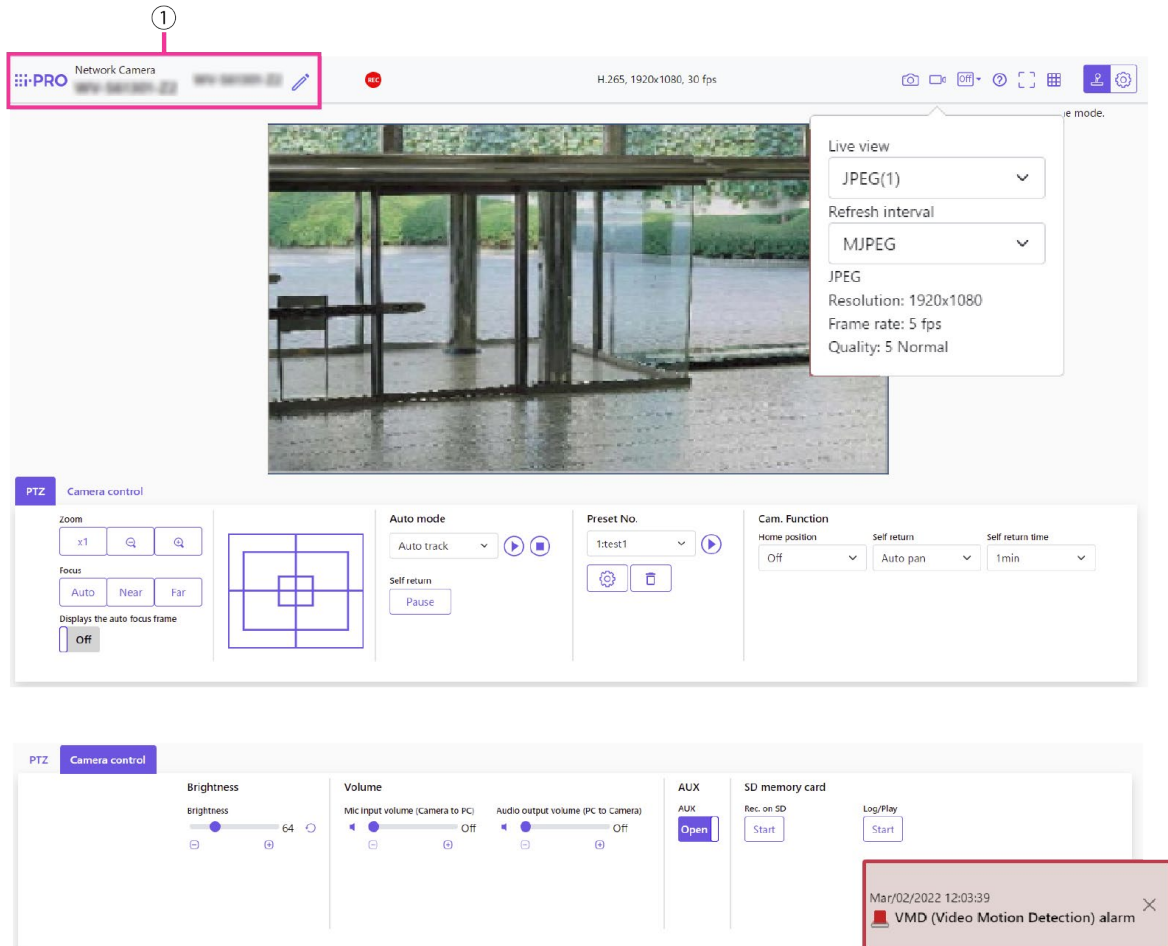 ①
i-PRO
Network Camera
REC
H.265, 1920x1080, 30 fps
Off
e mode.
Live view
JPEG(1)
Refresh interval
MJPEG
JPEG
Resolution: 1920x1080
Frame rate: 5 fps
Quality: 5 Normal
PTZ Camera control
Zoom
x1
Focus
Auto Near Far
Displays the auto focus frame
Off
Auto mode
Auto track
Self return
Pause
Preset No.
1:test1
Cam. Function
Home position Self return Self return time
Off Auto pan 1min
PTZ Camera control
Brightness
Brightness
64
Volume
Mic input volume (Camera to PC) Audio output volume (PC to Camera)
Off Off
AUX
AUX
Open
SD memory card
Rec. on SD Log/Play
Start Start
Mar/02/2022 12:03:39
VMD (Video Motion Detection) alarm